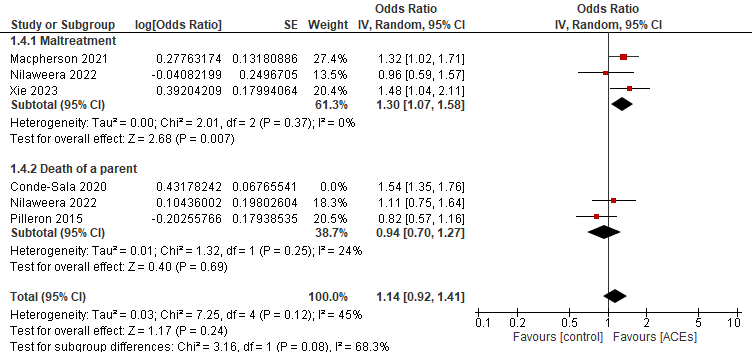 Odds Ratio Odds Ratio
Study or Subgroup log[Odds Ratio] SE Weight IV, Random, 95% CI IV, Random, 95% CI
1.4.1 Maltreatment
Macpherson 2021 0.27763174 0.13180886 27.4% 1.32 [1.02, 1.71]
Nilaweera 2022 -0.04082199 0.2496705 13.5% 0.96 [0.59, 1.57]
Xie 2023 0.39204209 0.17994064 20.4% 1.48 [1.04, 2.11]
Subtotal (95% CI) 61.3% 1.30 [1.07, 1.58]
Heterogeneity: Tau² = 0.00; Chi² = 2.01, df = 2 (P = 0.37); I² = 0%
Test for overall effect: Z = 2.68 (P = 0.007)
1.4.2 Death of a parent
Conde-Sala 2020 0.43178242 0.06765541 0.0% 1.54 [1.35, 1.76]
Nilaweera 2022 0.10436002 0.19802604 18.3% 1.11 [0.75, 1.64]
Pilleron 2015 -0.20255766 0.17938535 20.5% 0.82 [0.57, 1.16]
Subtotal (95% CI) 38.7% 0.94 [0.70, 1.27]
Heterogeneity: Tau² = 0.01; Chi² = 1.32, df = 1 (P = 0.25); I² = 24%
Test for overall effect: Z = 0.40 (P = 0.69)
Total (95% CI) 100.0% 1.14 [0.92, 1.41]
Heterogeneity: Tau² = 0.03; Chi² = 7.25, df = 4 (P = 0.12); I² = 45%
Test for overall effect: Z = 1.17 (P = 0.24)
Test for subgroup differences: Chi² = 3.16, df = 1 (P = 0.08), I² = 68.3%
0.1 0.2 0.5 1 2 5 10
Favours [control] Favours [ACEs]